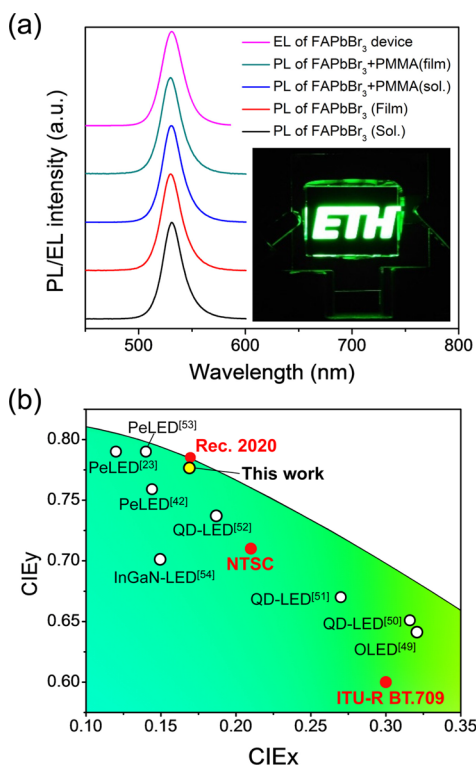 (a)
EL of FAPbBr3 device
PL of FAPbBr3+PMMA(film)
PL of FAPbBr3+PMMA(sol.)
PL of FAPbBr3 (Film)
PL of FAPbBr3 (Sol.)
PL/EL intensity (a.u.)
ETH
500 600 700 800
Wavelength (nm)
(b)
PeLED[53]
Rec. 2020
PeLED[23]
This work
PeLED[42]
QD-LED[52]
NTSC
InGaN-LED[54]
QD-LED[51]
QD-LED[50]
OLED[49]
ITU-R BT.709
0.80
0.75
0.70
0.65
0.60
CIEy
0.10 0.15 0.20 0.25 0.30 0.35
CIEx